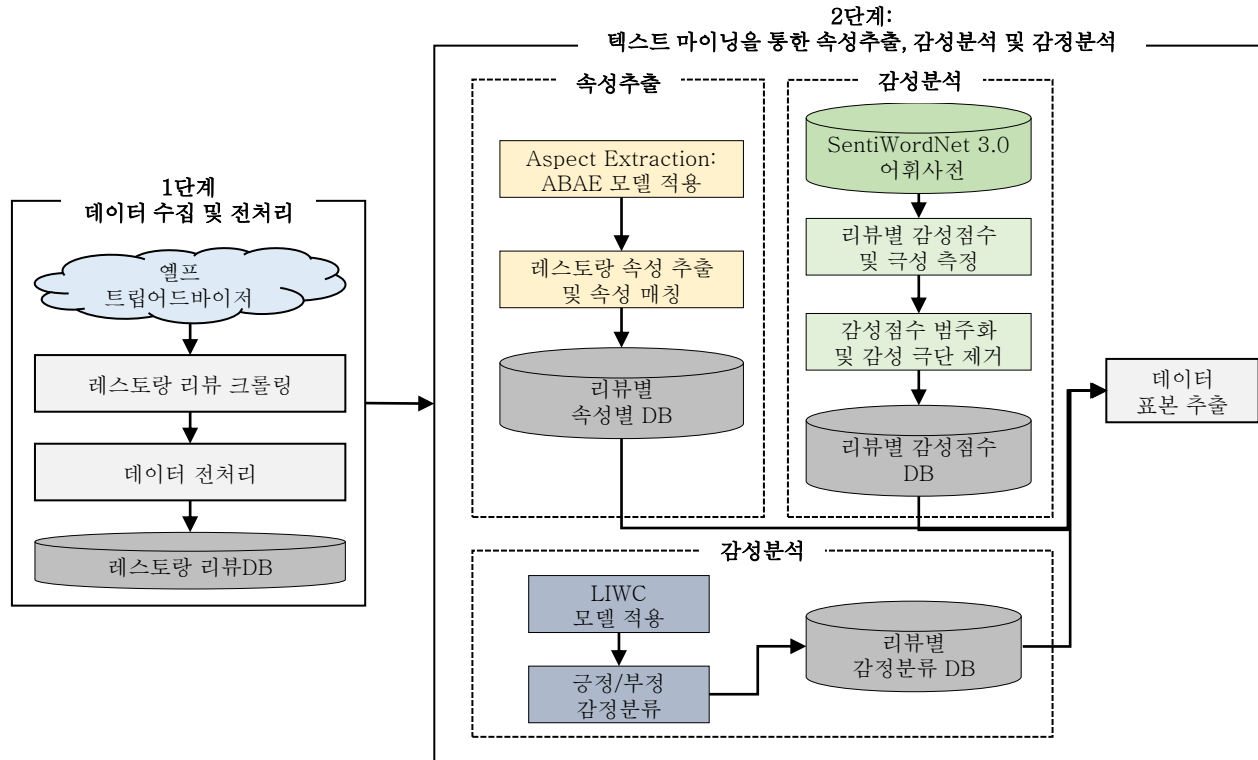 1단계
데이터 수집 및 전처리
옐프
트립어드바이저
레스토랑 리뷰 크롤링
데이터 전처리
레스토랑 리뷰DB
2단계:
텍스트 마이닝을 통한 속성추출, 감성분석 및 감정분석
속성추출
Aspect Extraction:
ABAE 모델 적용
레스토랑 속성 추출
및 속성 매칭
리뷰별
속성별 DB
감성분석
SentiWordNet 3.0
어휘사전
리뷰별 감성점수
및 극성 측정
감성점수 범주화
및 감성 극단 제거
리뷰별 감성점수
DB
감성분석
LIWC
모델 적용
긍정/부정
감정분류
리뷰별
감정분류 DB
데이터
표본 추출